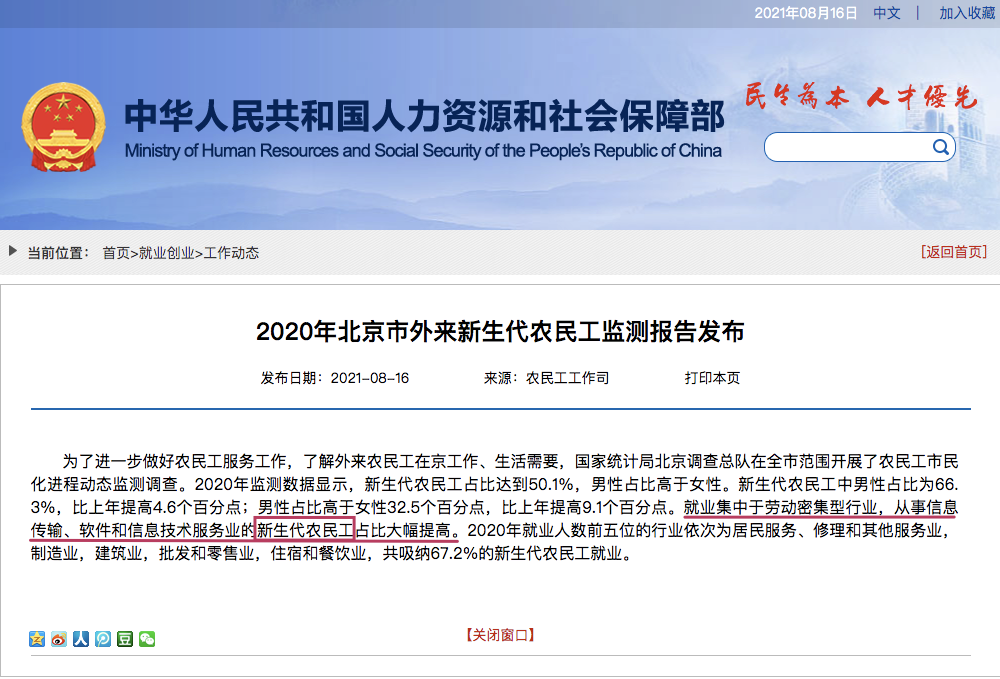 2021年08月16日 中文 | 加入收藏
民生為本 人才優先
中华人民共和国人力资源和社会保障部
Ministry of Human Resources and Social Security of the People's Republic of China
当前位置： 首页>就业创业>工作动态 [返回首页]
2020年北京市外来新生代农民工监测报告发布
发布日期：2021-08-16 来源：农民工工作司 打印本页
为了进一步做好农民工服务工作，了解外来农民工在京工作、生活需要，国家统计局北京调查总队在全市范围开展了农民工市民
化进程动态监测调查。2020年监测数据显示，新生代农民工占比达到50.1%，男性占比高于女性。新生代农民工中男性占比为66.
3%，比上年提高4.6个百分点；男性占比高于女性32.5个百分点，比上年提高9.1个百分点。就业集中于劳动密集型行业，从事信息
传输、软件和信息技术服务业的新生代农民工占比大幅提高。2020年就业人数前五位的行业依次为居民服务、修理和其他服务业，
制造业，建筑业，批发和零售业，住宿和餐饮业，共吸纳67.2%的新生代农民工就业。
人 豆
【关闭窗口】